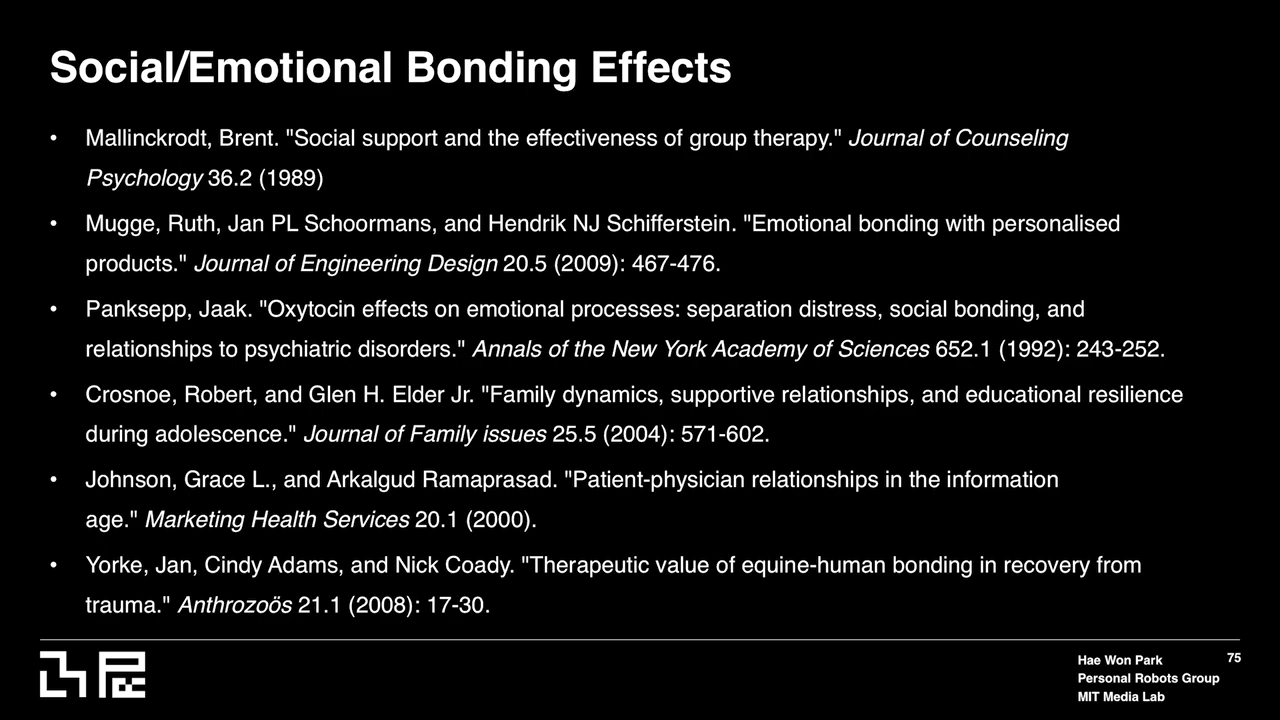 Social/Emotional Bonding Effects
• Mallinckrodt, Brent. "Social support and the effectiveness of group therapy." Journal of Counseling
Psychology 36.2 (1989)
• Mugge, Ruth, Jan PL Schoormans, and Hendrik NJ Schifferstein. "Emotional bonding with personalised
products." Journal of Engineering Design 20.5 (2009): 467-476.
• Panksepp, Jaak. "Oxytocin effects on emotional processes: separation distress, social bonding, and
relationships to psychiatric disorders." Annals of the New York Academy of Sciences 652.1 (1992): 243-252.
• Crosnoe, Robert, and Glen H. Elder Jr. "Family dynamics, supportive relationships, and educational resilience
during adolescence." Journal of Family issues 25.5 (2004): 571-602.
• Johnson, Grace L., and Arkalgud Ramaprasad. "Patient-physician relationships in the information
age." Marketing Health Services 20.1 (2000).
• Yorke, Jan, Cindy Adams, and Nick Coady. "Therapeutic value of equine-human bonding in recovery from
trauma." Anthrozoös 21.1 (2008): 17-30.
Hae Won Park
75
Personal Robots Group
MIT Media Lab